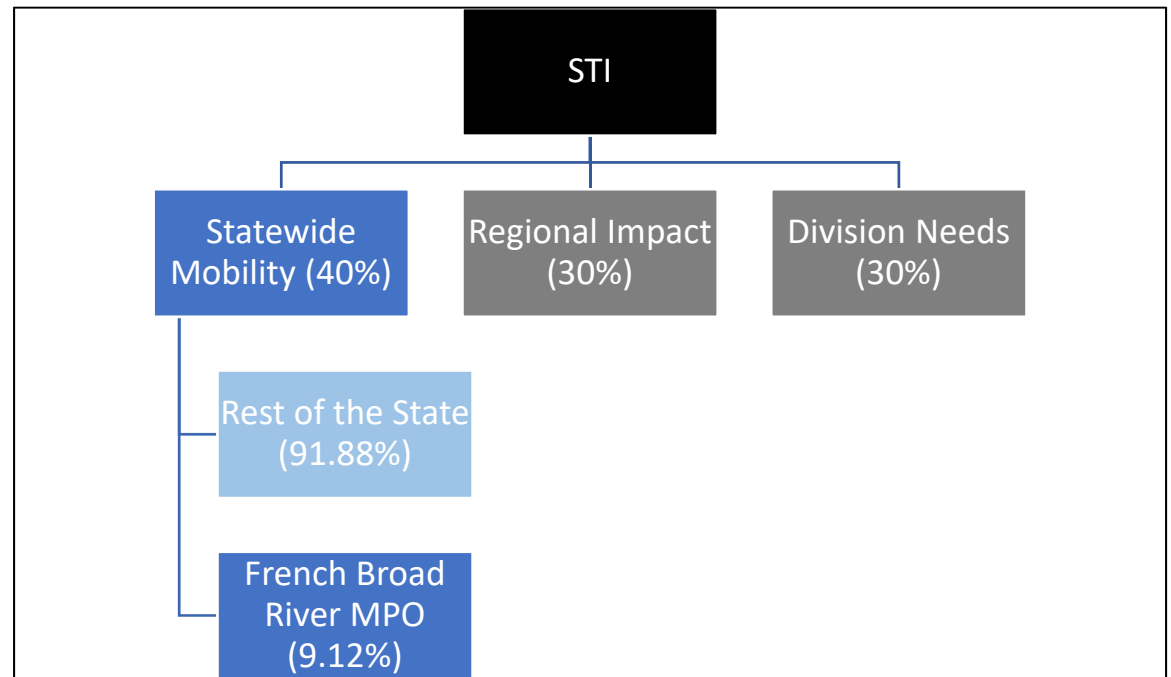 STI
Statewide
Mobility (40%)
Regional Impact
(30%)
Division Needs
(30%)
Rest of the State
(91.88%)
French Broad
River MPO
(9.12%)